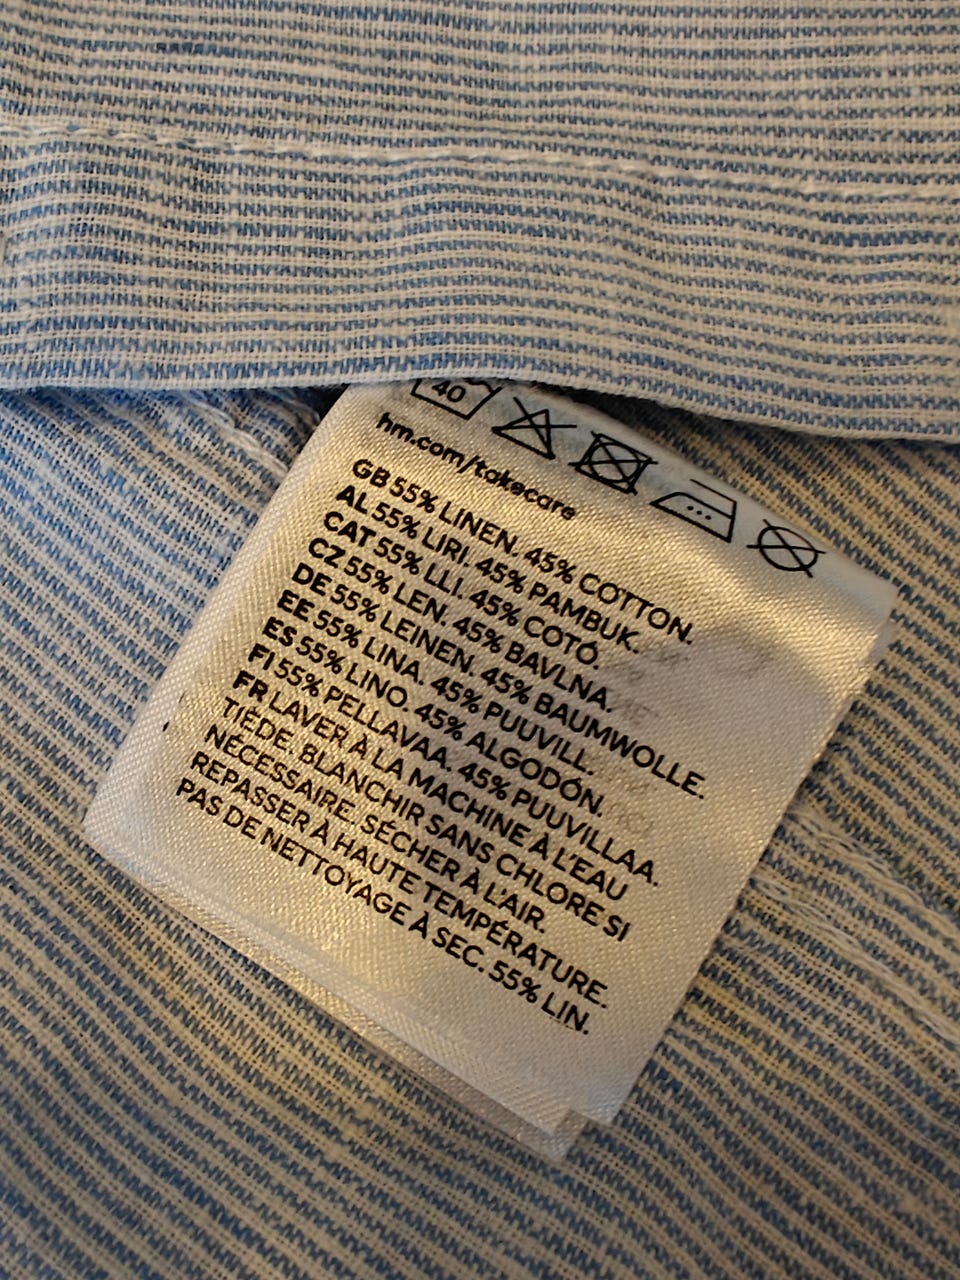 40
hm.com/takecare
GB 55% LINEN. 45% COTTON.
AL 55% LIRI. 45% PAMBUK.
CAT 55% LLI. 45% COTÓ.
CZ 55% LEN. 45% BAVLNA.
DE 55% LEINEN. 45% BAUMWOLLE.
EE 55% LINA. 45% PUUVILL.
ES 55% LINO. 45% ALGODÓN.
FI 55% PELLAVAA. 45% PUUVILLAA.
FR LAVER À LA MACHINE À L'EAU
TIÈDE. BLANCHIR SANS CHLORE SI
NÉCESSAIRE. SÉCHER À L'AIR.
REPASSER À HAUTE TEMPÉRATURE.
PAS DE NETTOYAGE À SEC. 55% LIN.